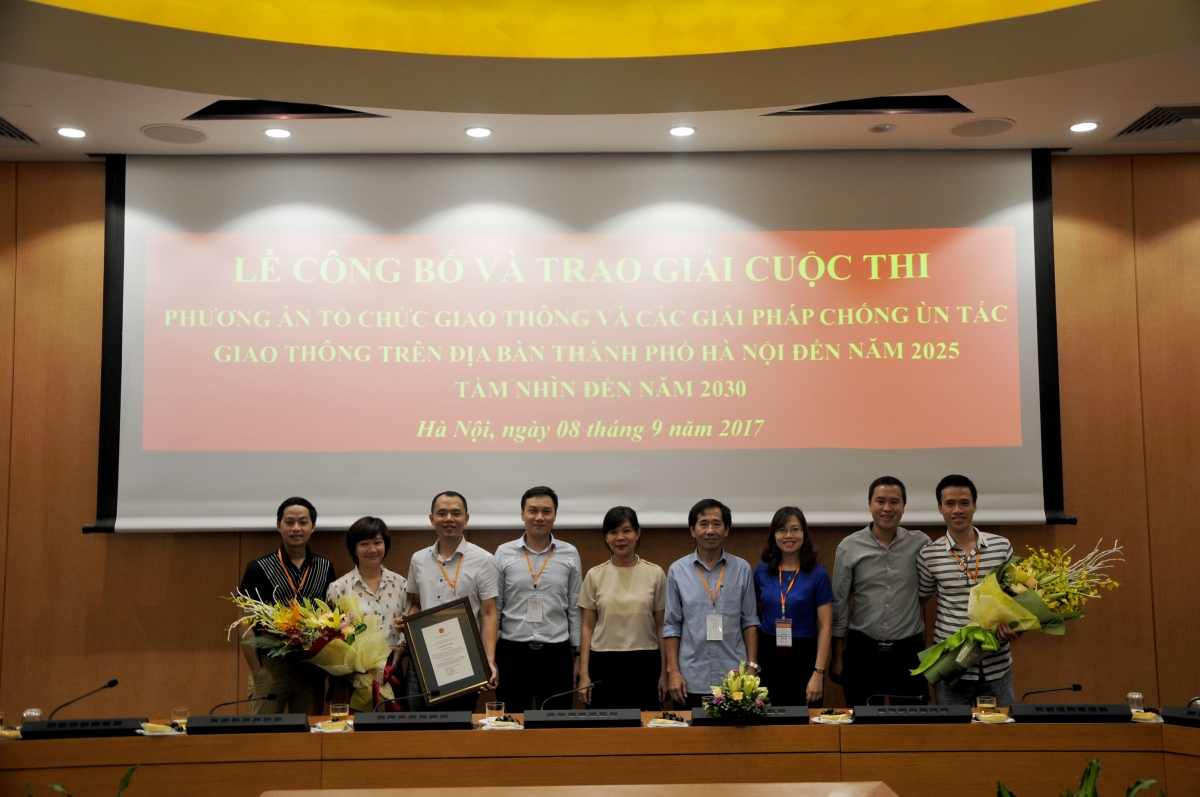 LỄ CÔNG BỐ VÀ TRAO GIẢI CUỘC THI
PHƯƠNG ÁN TỔ CHỨC GIAO THÔNG VÀ CÁC GIẢI PHÁP CHỐNG ÙN TẮC
GIAO THÔNG TRÊN ĐỊA BÀN THÀNH PHỐ HÀ NỘI ĐẾN NĂM 2025
TẦM NHÌN ĐẾN NĂM 2030
Hà Nội, ngày 08 tháng 9 năm 2017